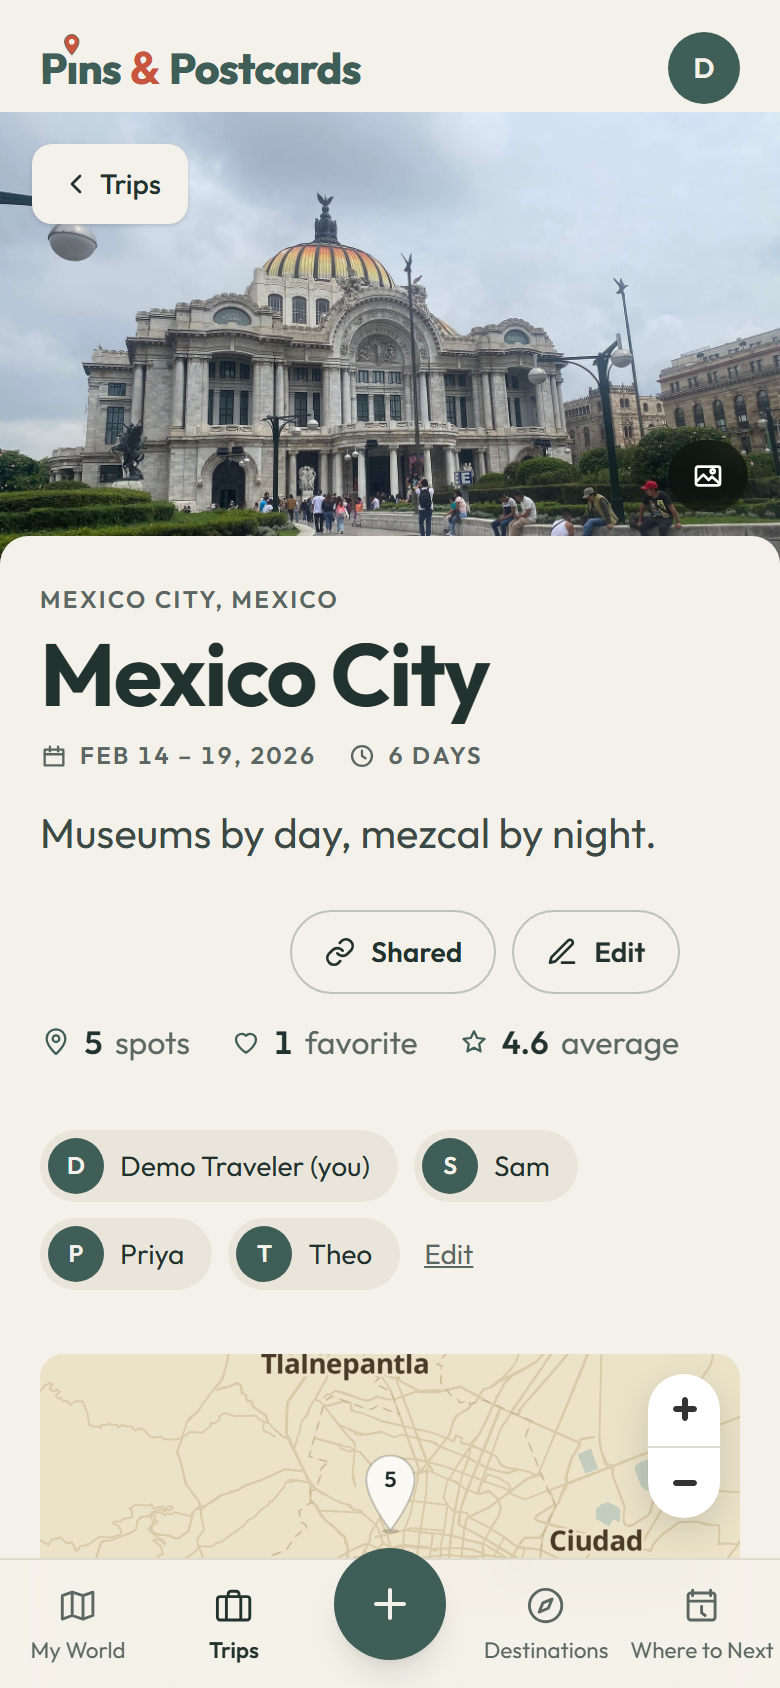 Pins & Postcards
D
Trips
MEXICO CITY, MEXICO
Mexico City
FEB 14 – 19, 2026 6 DAYS
Museums by day, mezcal by night.
Shared Edit
5 spots 1 favorite 4.6 average
D Demo Traveler (you) S Sam
P Priya T Theo Edit
Tlalnepantla
+
5
−
Ciudad
+
My World Trips Destinations Where to Next